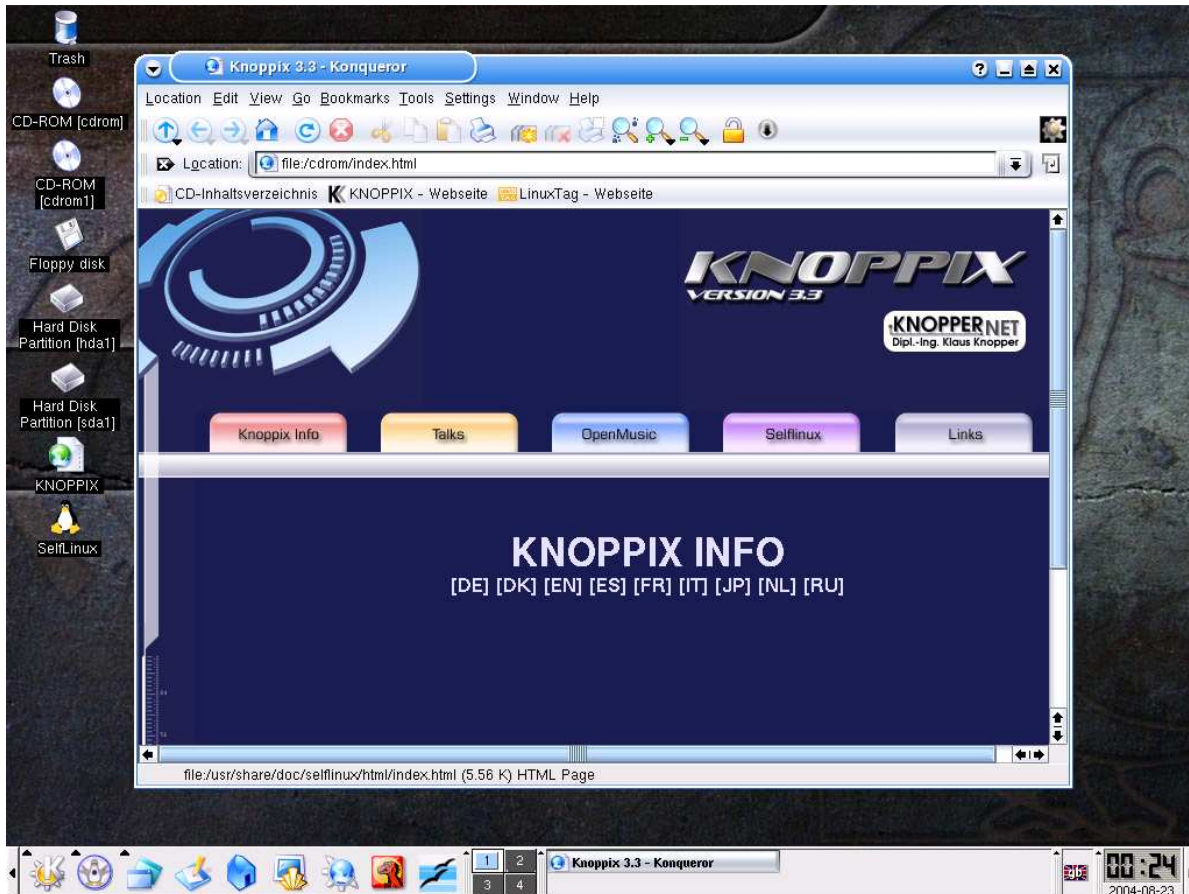 Trash
CD-ROM [cdrom]
CD-ROM
[cdrom1]
Floppy disk
Hard Disk
Partition [hda1]
Hard Disk
Partition [sda1]
KNOPPIX
SelfLinux
Knoppix 3.3 - Konqueror
Location Edit View Go Bookmarks Tools Settings Window Help
Location: file:/cdrom/index.html
CD-Inhaltsverzeichnis KNOPPIX - Webseite LinuxTag - Webseite
KNOPPIX
VERSION 3.3
KNOPPER.NET
Dipl.-Ing. Klaus Knopper
Knoppix Info Talks OpenMusic Selflinux Links
KNOPPIX INFO
[DE] [DK] [EN] [ES] [FR] [IT] [JP] [NL] [RU]
file:/usr/share/doc/selflinux/html/index.html (5.56 K) HTML Page
1 2
3 4
Knoppix 3.3 - Konqueror
gb
00:24
2004-08-23